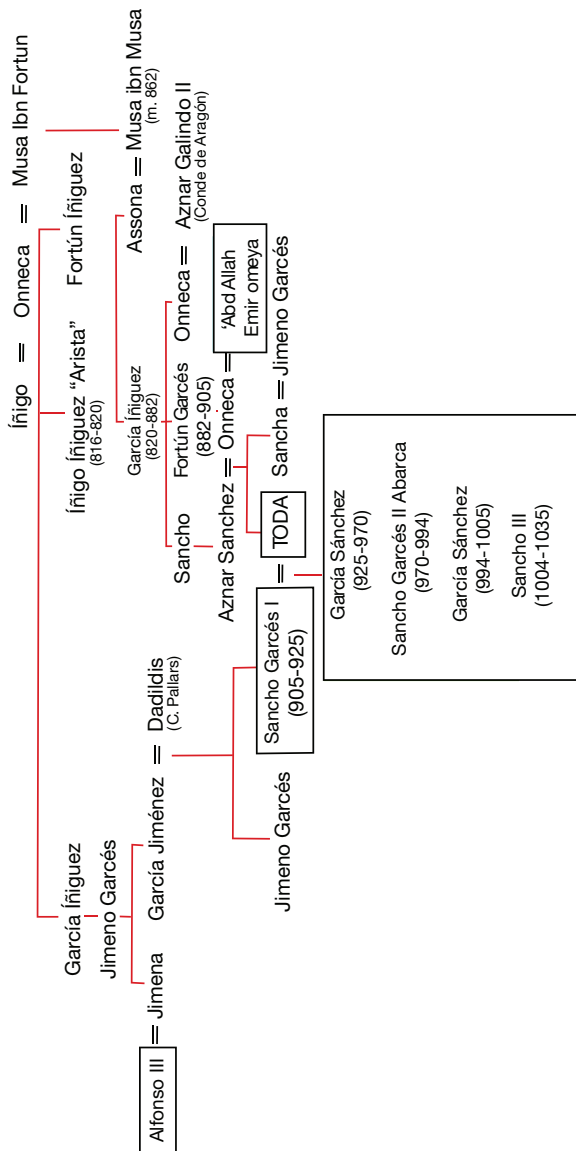 Íñigo = Onneca = Musa Ibn Fortun
García Íñiguez
Íñigo Íñiguez “Arista”
(816-820)
Fortún Íñiguez
Jimeno Garcés
García Íñiguez
(820-882)
Assona = Musa ibn Musa
(m. 862)
Alfonso III = Jimena
García Jiménez = Dadildis
(C. Pallars)
Sancho
Fortún Garcés
(882-905)
Onneca = Aznar Galindo II
(Conde de Aragón)
Aznar Sanchez = Onneca =
‘Abd Allah
Emir omeya
Jimeno Garcés
Sancho Garcés I
(905-925)
=
TODA
Sancha = Jimeno Garcés
García Sánchez
(925-970)
Sancho Garcés II Abarca
(970-994)
García Sánchez
(994-1005)
Sancho III
(1004-1035)